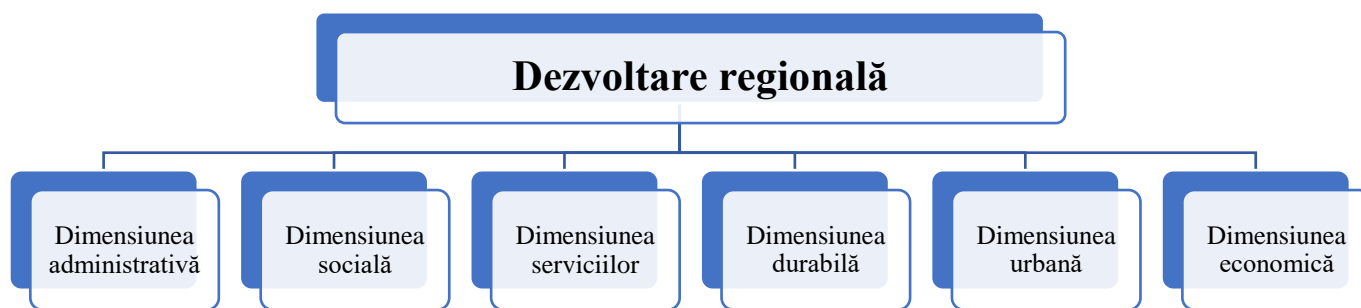 Dezvoltare regională
Dimensiunea
administrativă
Dimensiunea
socială
Dimensiunea
serviciilor
Dimensiunea
durabilă
Dimensiunea
urbană
Dimensiunea
economică